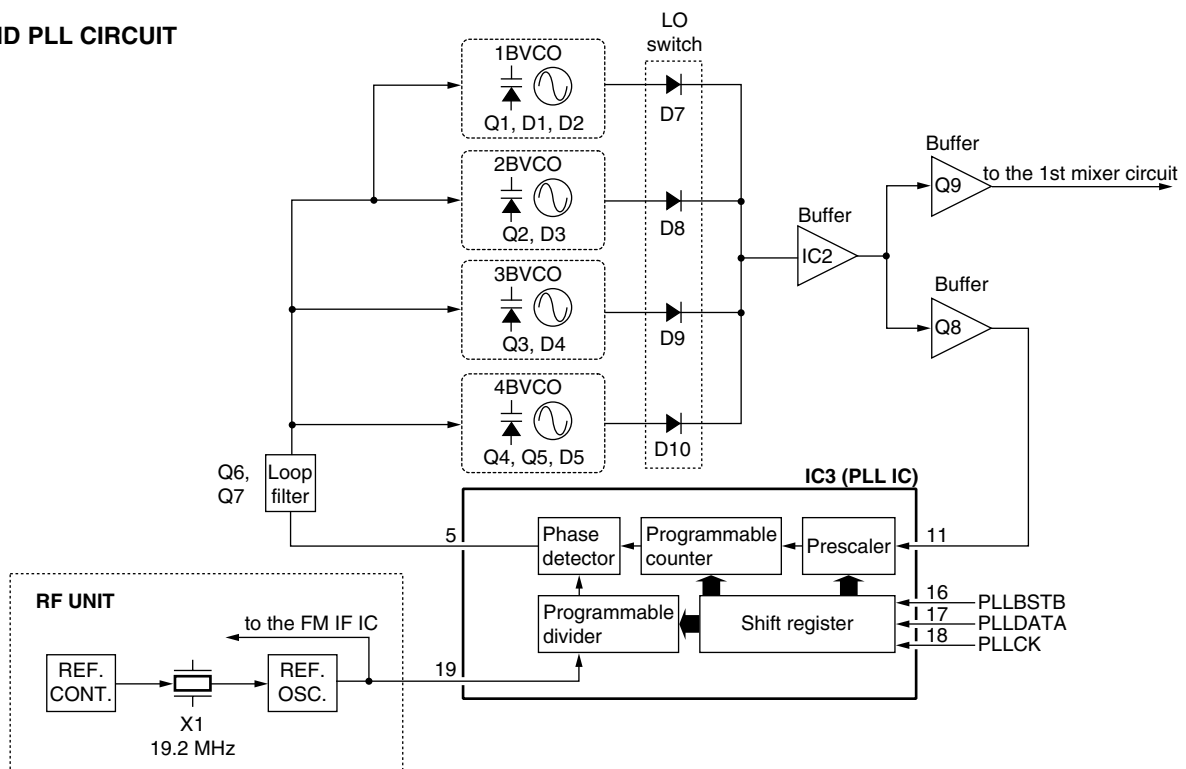 ID PLL CIRCUIT
LO
switch
1BVCO
Q1, D1, D2
D7
2BVCO
Q2, D3
D8
3BVCO
Q3, D4
D9
4BVCO
Q4, Q5, D5
D10
Buffer
IC2
Buffer
Q9
to the 1st mixer circuit
Buffer
Q8
Q6,
Q7
Loop
filter
IC3 (PLL IC)
5
Phase
detector
Programmable
counter
Prescaler
11
Programmable
divider
Shift register
16
PLLBSTB
17
PLLDATA
18
PLLCK
19
RF UNIT
to the FM IF IC
REF.
CONT.
X1
19.2 MHz
REF.
OSC.